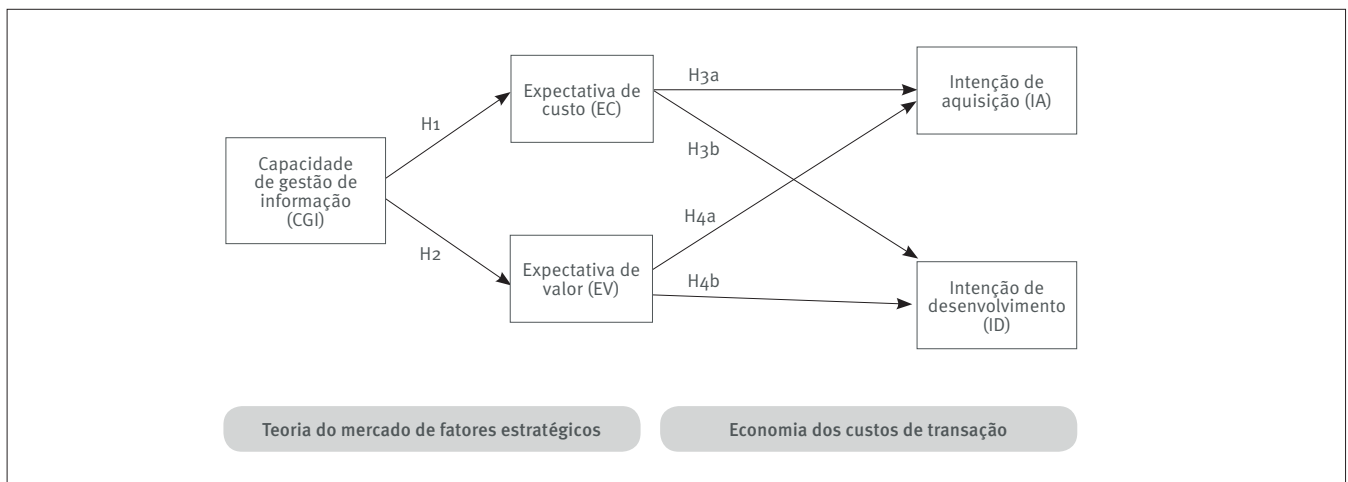 Capacidade
de gestão de
informação
(CGI)
H1
H2
Expectativa de
custo (EC)
Expectativa de
valor (EV)
H3a
H3b
H4a
H4b
Intenção de
aquisição (IA)
Intenção de
desenvolvimento
(ID)
Teoria do mercado de fatores estratégicos
Economia dos custos de transação